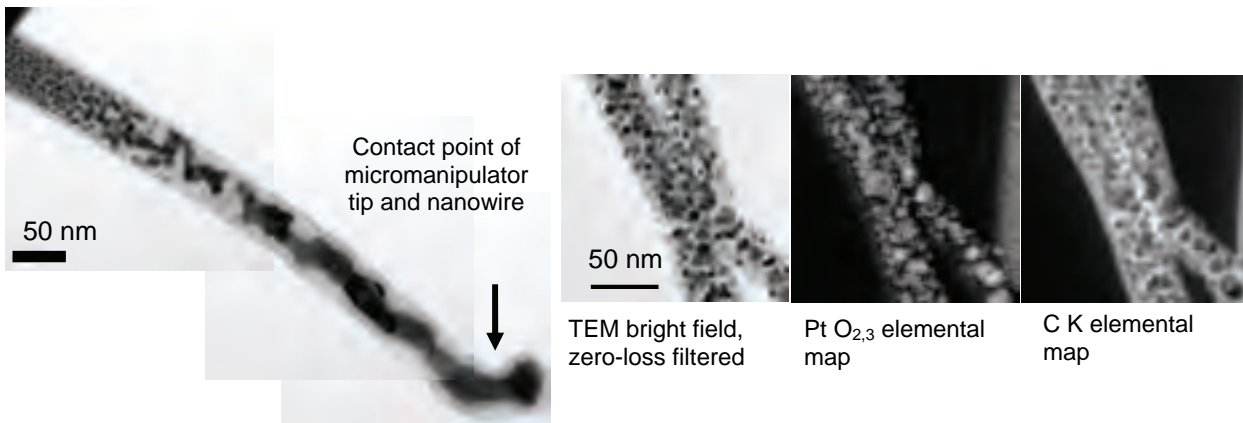 Contact point of
micromanipulator
tip and nanowire
50 nm
50 nm
TEM bright field,
zero-loss filtered
Pt O2,3 elemental
map
C K elemental
map